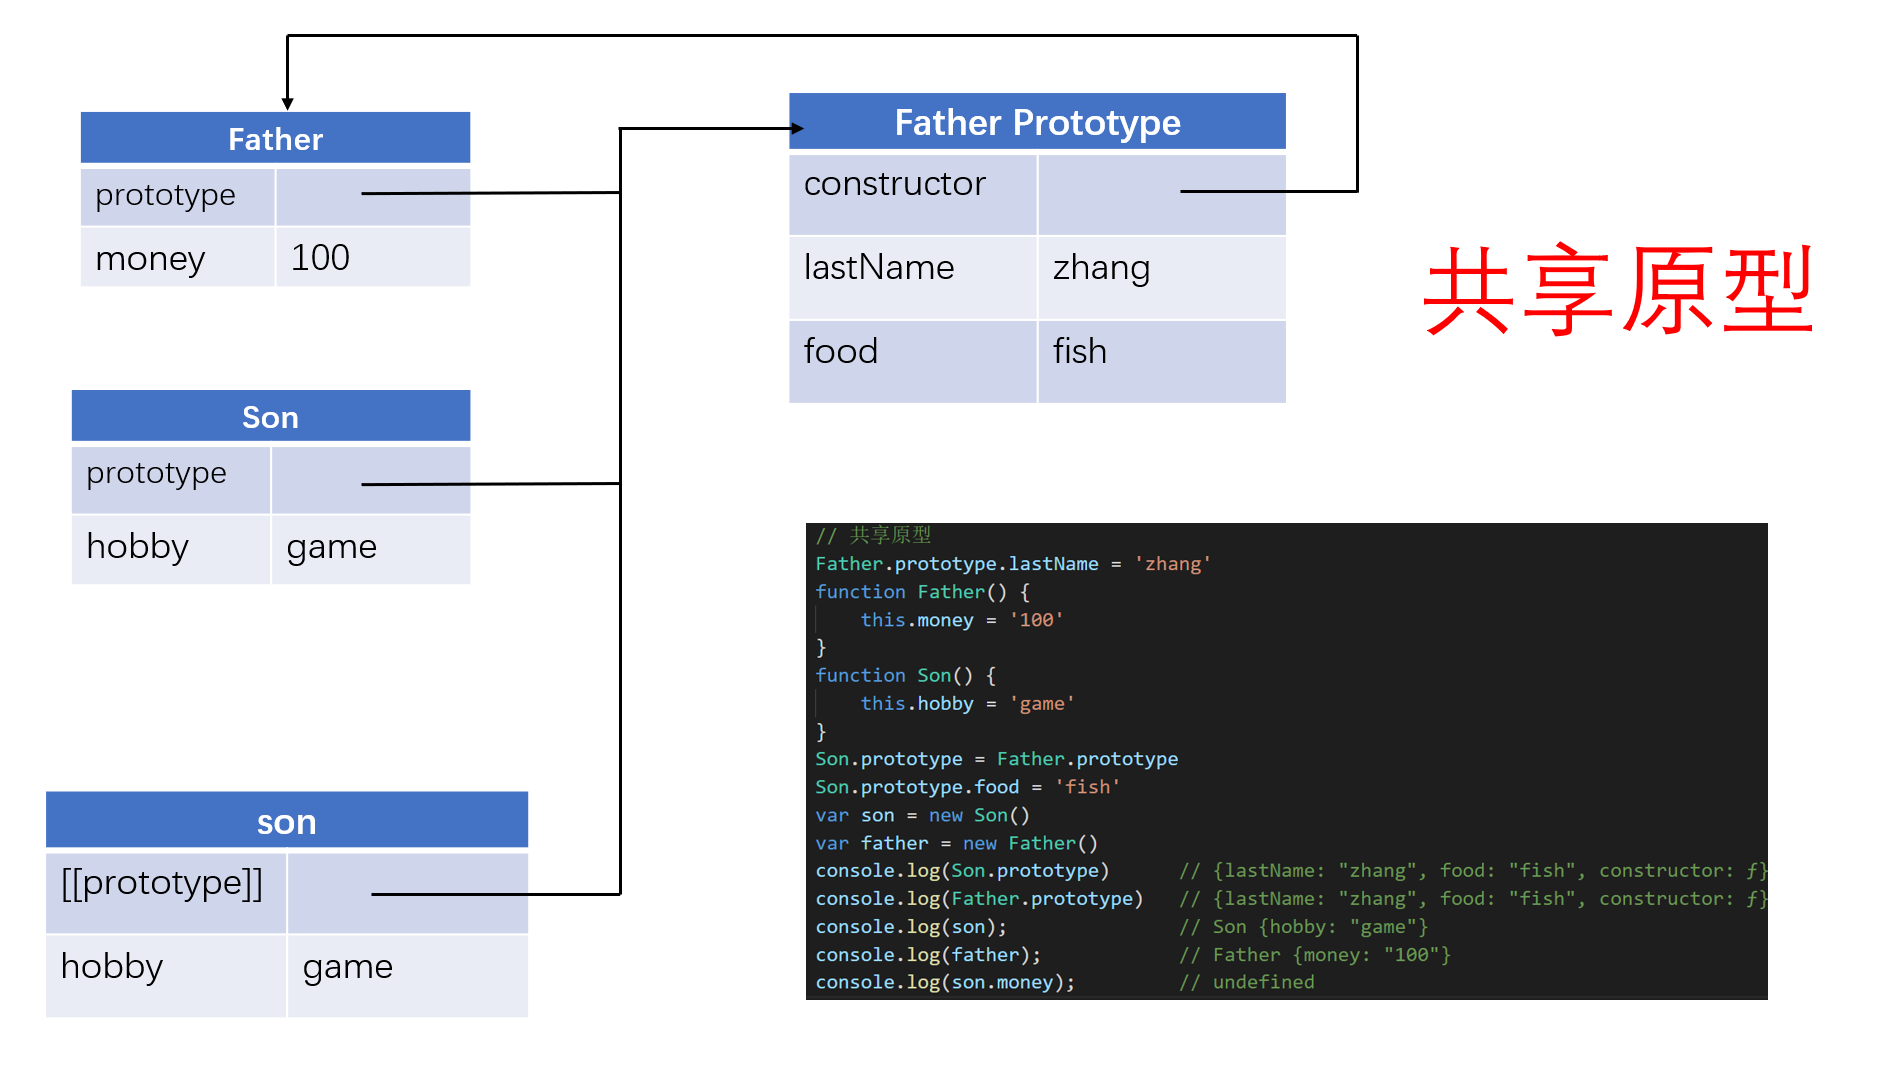 Father
prototype
money 100
Son
prototype
hobby game
son
[[prototype]]
hobby game
Father Prototype
constructor
lastName zhang
food fish
共享原型
// 共享原型
Father.prototype.lastName = 'zhang'
function Father() {
    this.money = '100'
}
function Son() {
    this.hobby = 'game'
}
Son.prototype = Father.prototype
Son.prototype.food = 'fish'
var son = new Son()
var father = new Father()
console.log(Son.prototype)      // {lastName: "zhang", food: "fish", constructor: ƒ}
console.log(Father.prototype)   // {lastName: "zhang", food: "fish", constructor: ƒ}
console.log(son);               // Son {hobby: "game"}
console.log(father);            // Father {money: "100"}
console.log(son.money);         // undefined